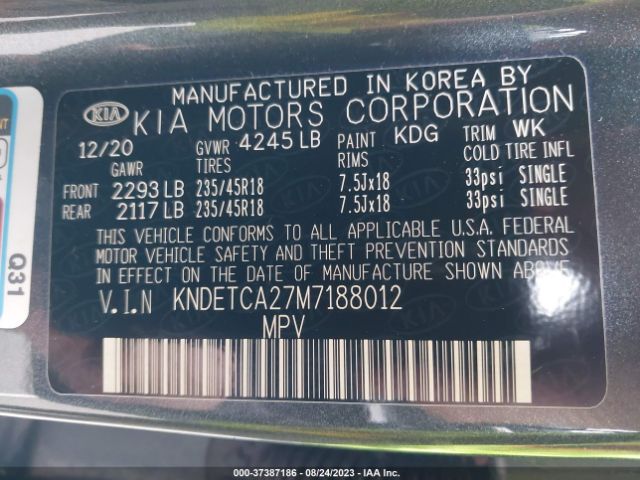 MANUFACTURED IN KOREA BY
KIA KIA MOTORS CORPORATION
12/20 GVWR 4245 LB PAINT KDG TRIM WK
GAWR TIRES RIMS COLD TIRE INFL
FRONT 2293 LB 235/45R18 7.5Jx18 33psi SINGLE
REAR 2117 LB 235/45R18 7.5Jx18 33psi SINGLE
THIS VEHICLE CONFORMS TO ALL APPLICABLE U.S.A. FEDERAL
MOTOR VEHICLE SAFETY AND THEFT PREVENTION STANDARDS
IN EFFECT ON THE DATE OF MANUFACTURE SHOWN ABOVE.
V.I.N KNDETCA27M7188012
MPV
Q31
000-37387186 - 08/24/2023 - IAA Inc.